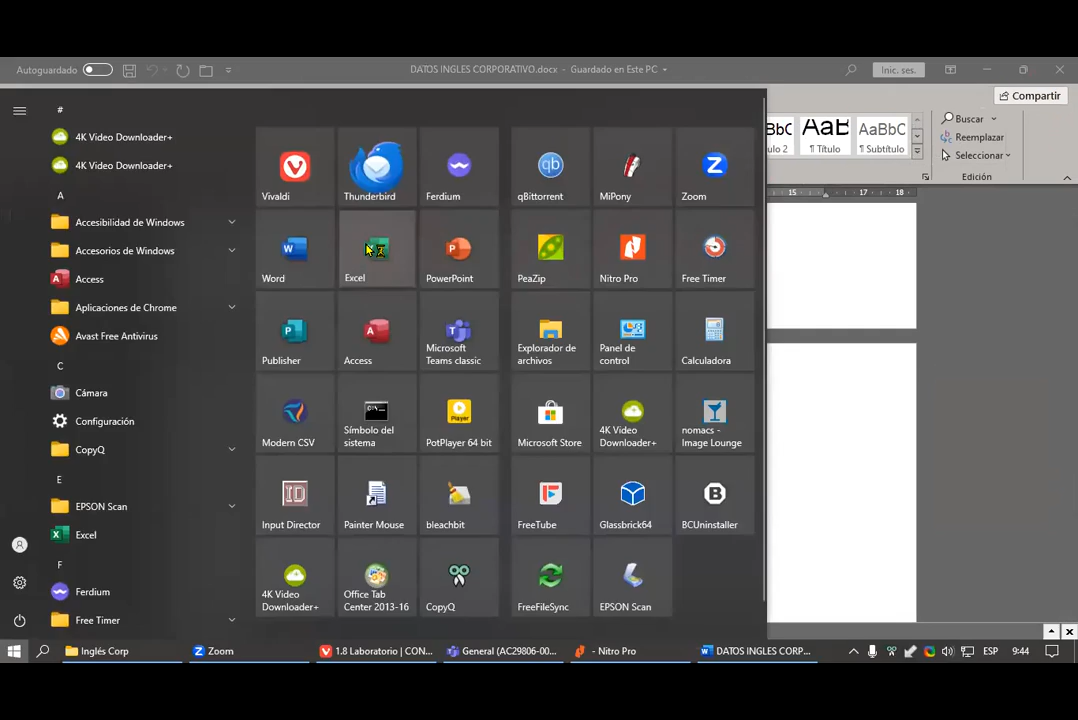 Autoguardado
DATOS INGLES CORPORATIVO.docx - Guardado en Este PC
Inic. ses.
Compartir
Buscar
Reemplazar
Seleccionar
Edición
ulo 2
¶ Título
¶ Subtítulo
AaB
AaBbC
15
17
18
#
4K Video Downloader+
4K Video Downloader+
A
Accesibilidad de Windows
Accesorios de Windows
Access
Aplicaciones de Chrome
Avast Free Antivirus
C
Cámara
Configuración
CopyQ
E
EPSON Scan
Excel
F
Ferdium
Free Timer
Vivaldi
Thunderbird
Ferdium
qBittorrent
MiPony
Zoom
Word
Excel
PowerPoint
PeaZip
Nitro Pro
Free Timer
Publisher
Access
Microsoft
Teams classic
Explorador de
archivos
Panel de
control
Calculadora
Modern CSV
Símbolo del
sistema
PotPlayer 64 bit
Microsoft Store
4K Video
Downloader+
nomacs -
Image Lounge
Input Director
Painter Mouse
bleachbit
FreeTube
Glassbrick64
BCUninstaller
4K Video
Downloader+
Office Tab
Center 2013-16
CopyQ
FreeFileSync
EPSON Scan
Inglés Corp
Zoom
1.8 Laboratorio | CON...
General (AC29806-00...
- Nitro Pro
DATOS INGLES CORP...
ESP
9:44